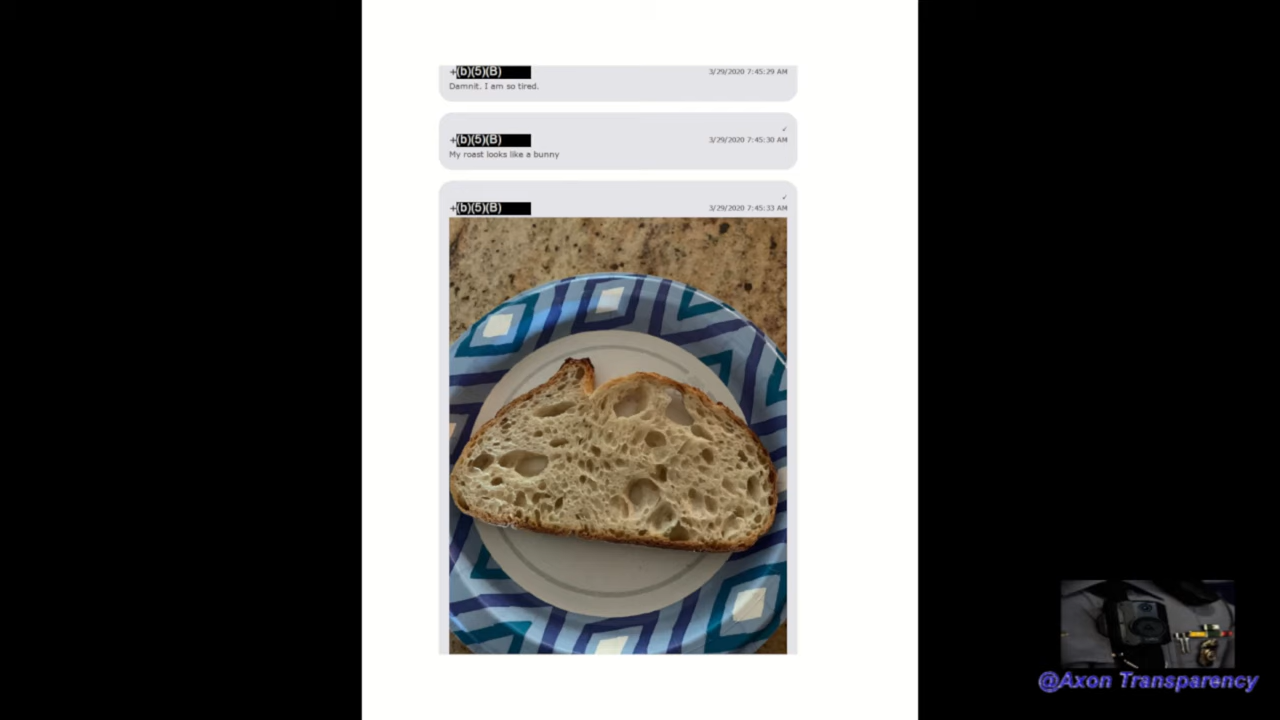 +(b)(5)(B) 3/29/2020 7:45:29 AM
Damnit. I am so tired.
✓
+(b)(5)(B) 3/29/2020 7:45:30 AM
My roast looks like a bunny
✓
+(b)(5)(B) 3/29/2020 7:45:33 AM
@Axon Transparency